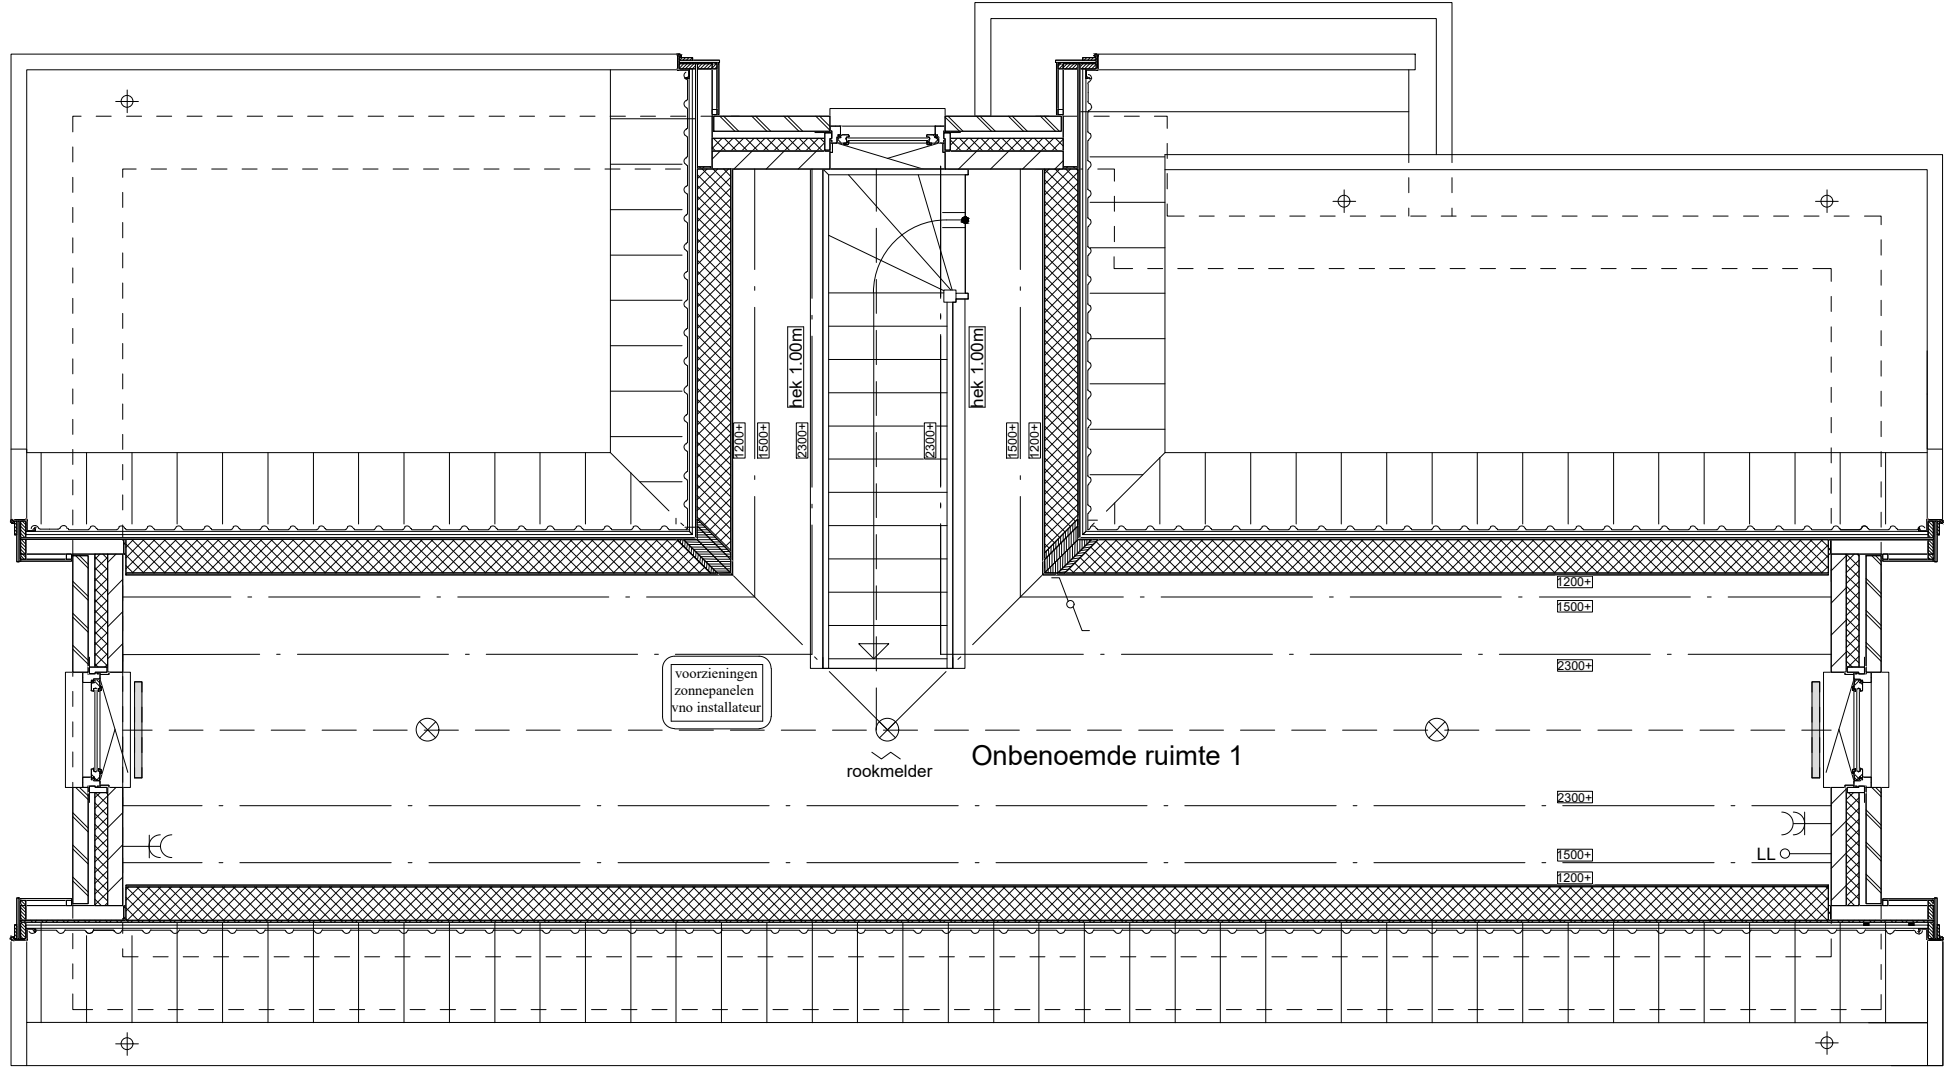 hek 1.00m
hek 1.00m
1200+
1500+
2300+
2300+
1500+
1200+
1200+
1500+
2300+
voorzieningen
zonnepanelen
vno installateur
rookmelder
Onbenoemde ruimte 1
2300+
1500+
1200+
LL